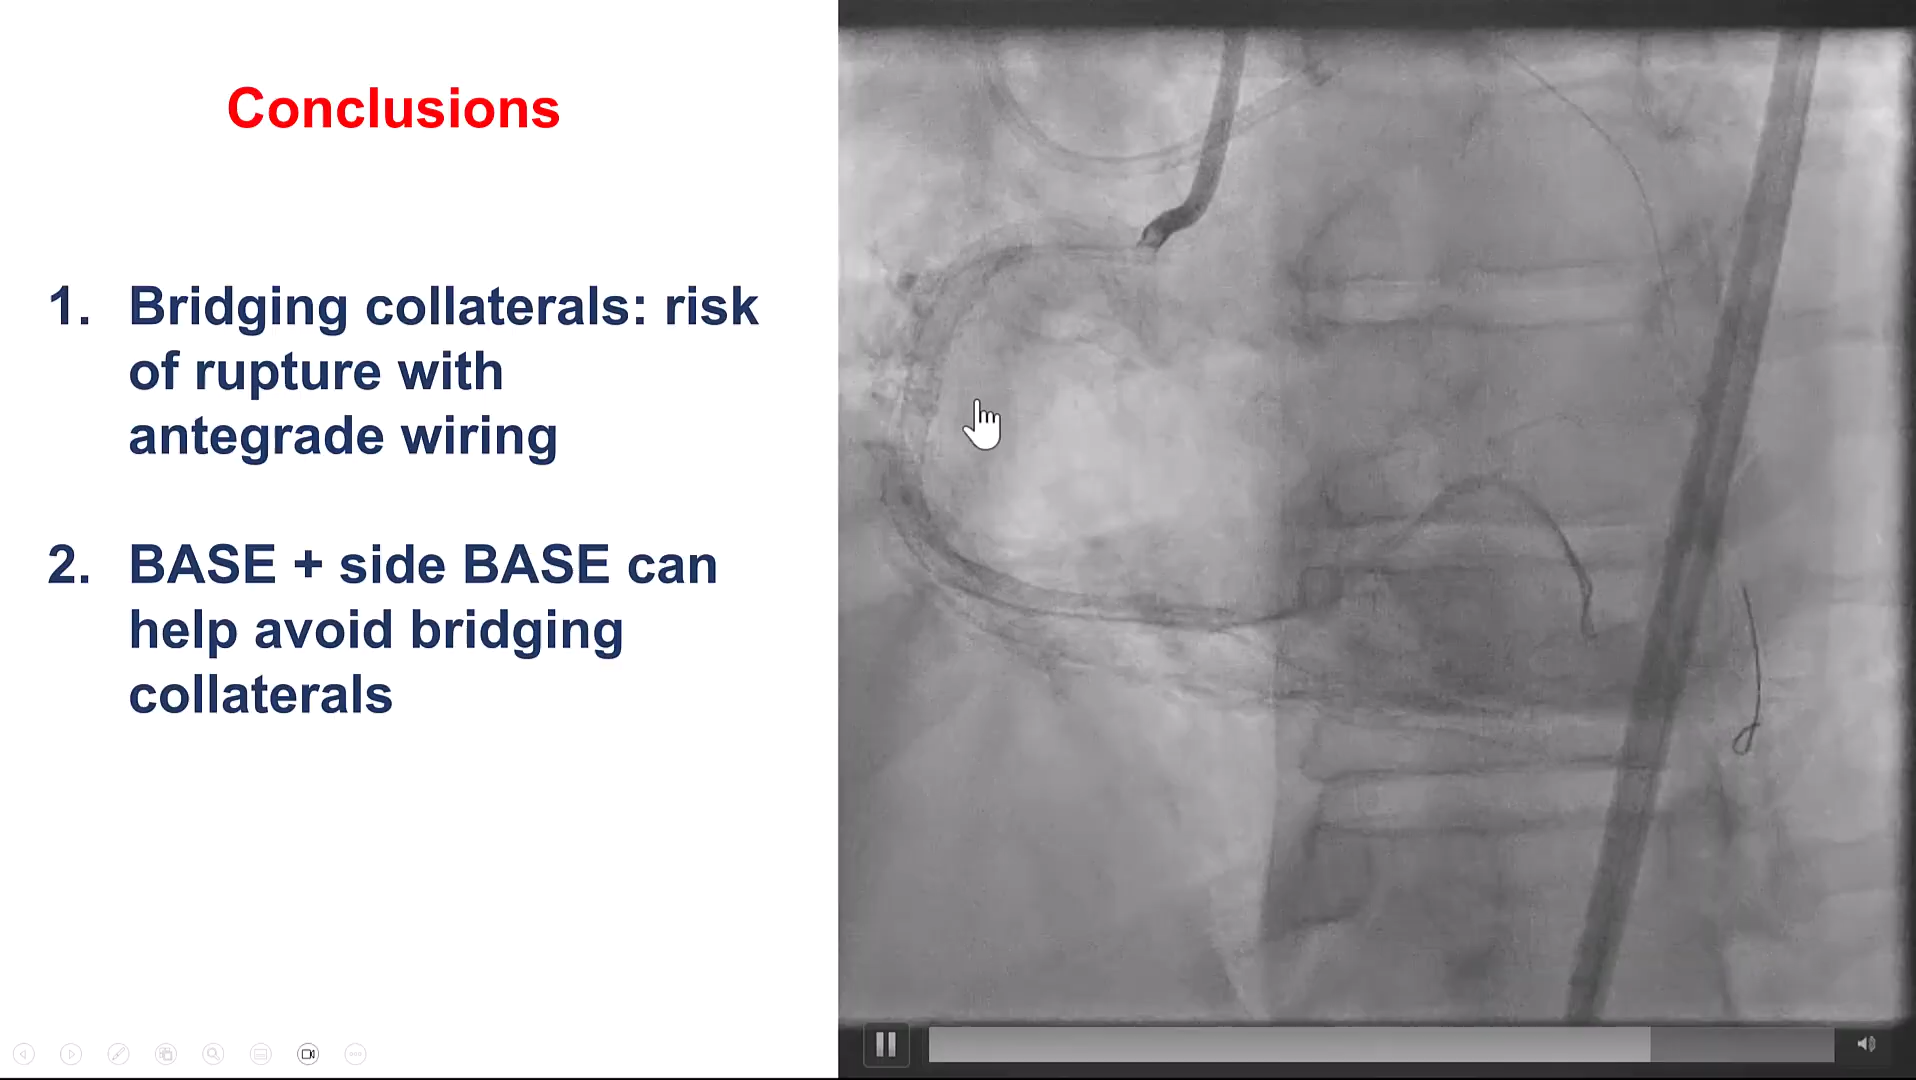 Conclusions
1. Bridging collaterals: risk
of rupture with
antegrade wiring
2. BASE + side BASE can
help avoid bridging
collaterals